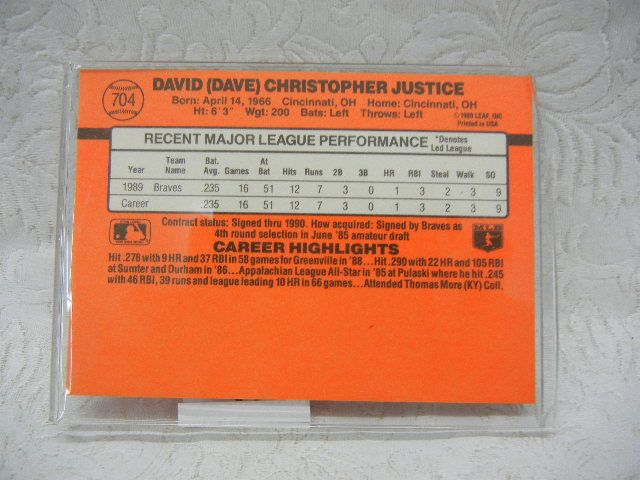 704
DAVID (DAVE) CHRISTOPHER JUSTICE
Born: April 14, 1966 Cincinnati, OH Home: Cincinnati, OH
Ht: 6'3" Wgt: 200 Bats: Left Throws: Left
© 1989 LEAF, INC
Printed in USA
RECENT MAJOR LEAGUE PERFORMANCE *Denotes Led League
Year Team Name Bat. Avg. Games At Bat Hits Runs 2B 3B HR RBI Steal Walk SO
1989 Braves .235 16 51 12 7 3 0 1 3 2 3 9
Career .235 16 51 12 7 3 0 1 3 2 3 9
Contract status: Signed thru 1990. How acquired: Signed by Braves as
4th round selection in June '85 amateur draft
MLB
CAREER HIGHLIGHTS
Hit .276 with 9 HR and 37 RBI in 58 games for Greenville in '88...Hit .290 with 22 HR and 105 RBI
at Sumter and Durham in '86...Appalachian League All-Star in '85 at Pulaski where he hit .245
with 46 RBI, 39 runs and league leading 10 HR in 66 games...Attended Thomas More (KY) Coll.